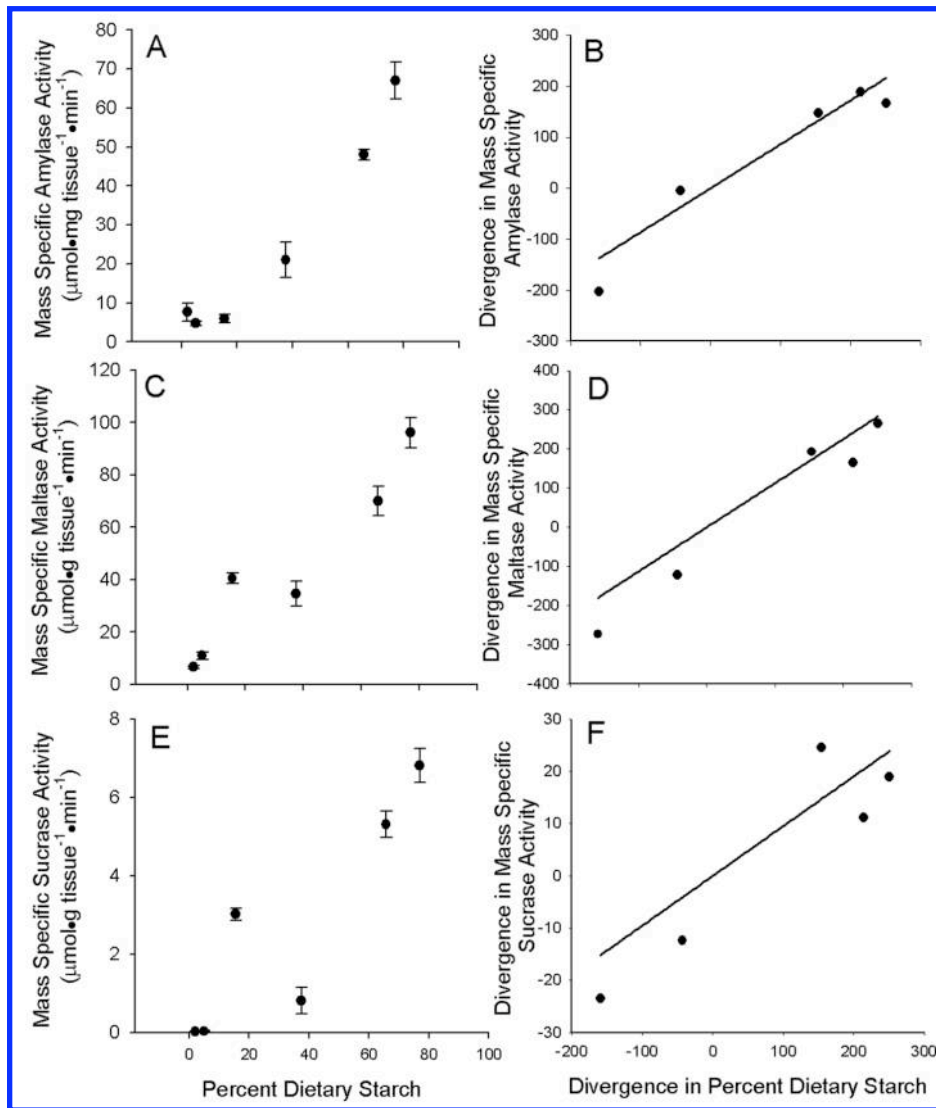 A
Mass Specific Amylase Activity
(μmol•mg tissue⁻¹•min⁻¹)
80
70
60
50
40
30
20
10
0
B
Divergence in Mass Specific
Amylase Activity
300
200
100
0
-100
-200
-300
C
Mass Specific Maltase Activity
(μmol•g tissue⁻¹•min⁻¹)
120
100
80
60
40
20
0
D
Divergence in Mass Specific
Maltase Activity
400
300
200
100
0
-100
-200
-300
-400
E
Mass Specific Sucrase Activity
(μmol•g tissue⁻¹•min⁻¹)
8
6
4
2
0
0 20 40 60 80 100
Percent Dietary Starch
F
Divergence in Mass Specific
Sucrase Activity
30
20
10
0
-10
-20
-30
-200 -100 0 100 200 300
Divergence in Percent Dietary Starch